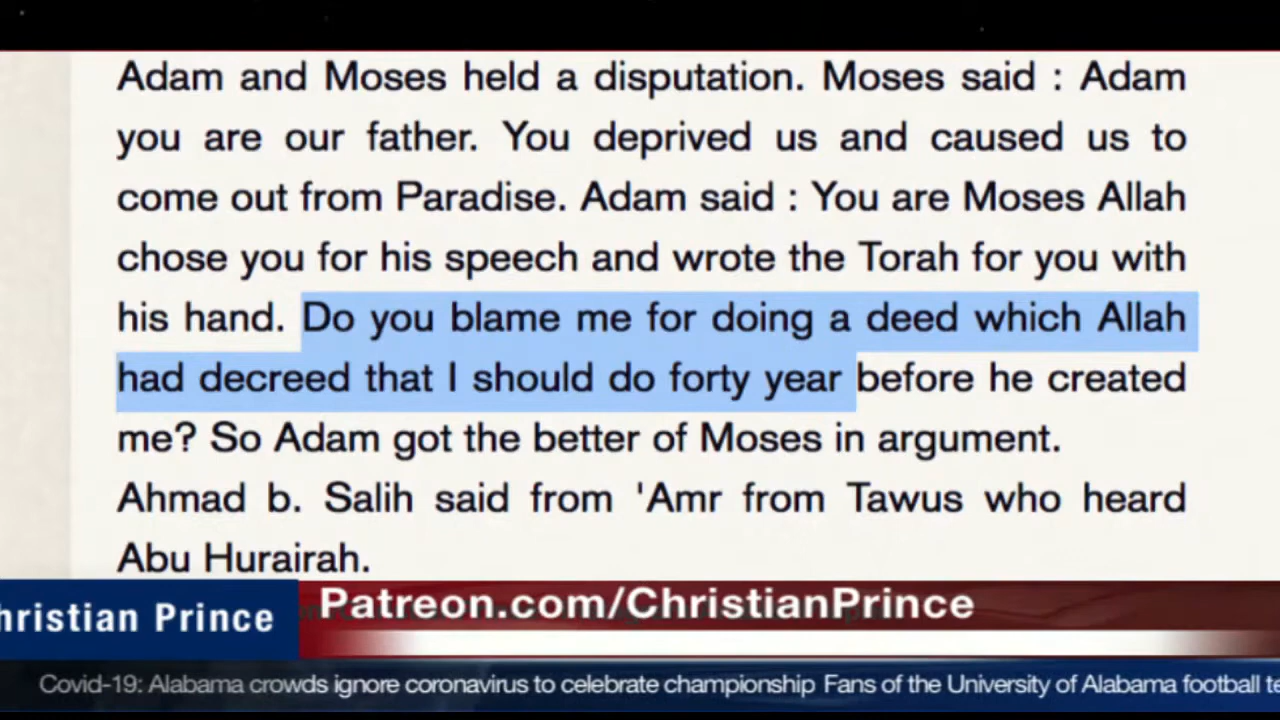 Adam and Moses held a disputation. Moses said : Adam
you are our father. You deprived us and caused us to
come out from Paradise. Adam said : You are Moses Allah
chose you for his speech and wrote the Torah for you with
his hand. Do you blame me for doing a deed which Allah
had decreed that I should do forty year before he created
me? So Adam got the better of Moses in argument.
Ahmad b. Salih said from 'Amr from Tawus who heard
Abu Hurairah.
hristian Prince
Patreon.com/ChristianPrince
Covid-19: Alabama crowds ignore coronavirus to celebrate championship Fans of the University of Alabama football te